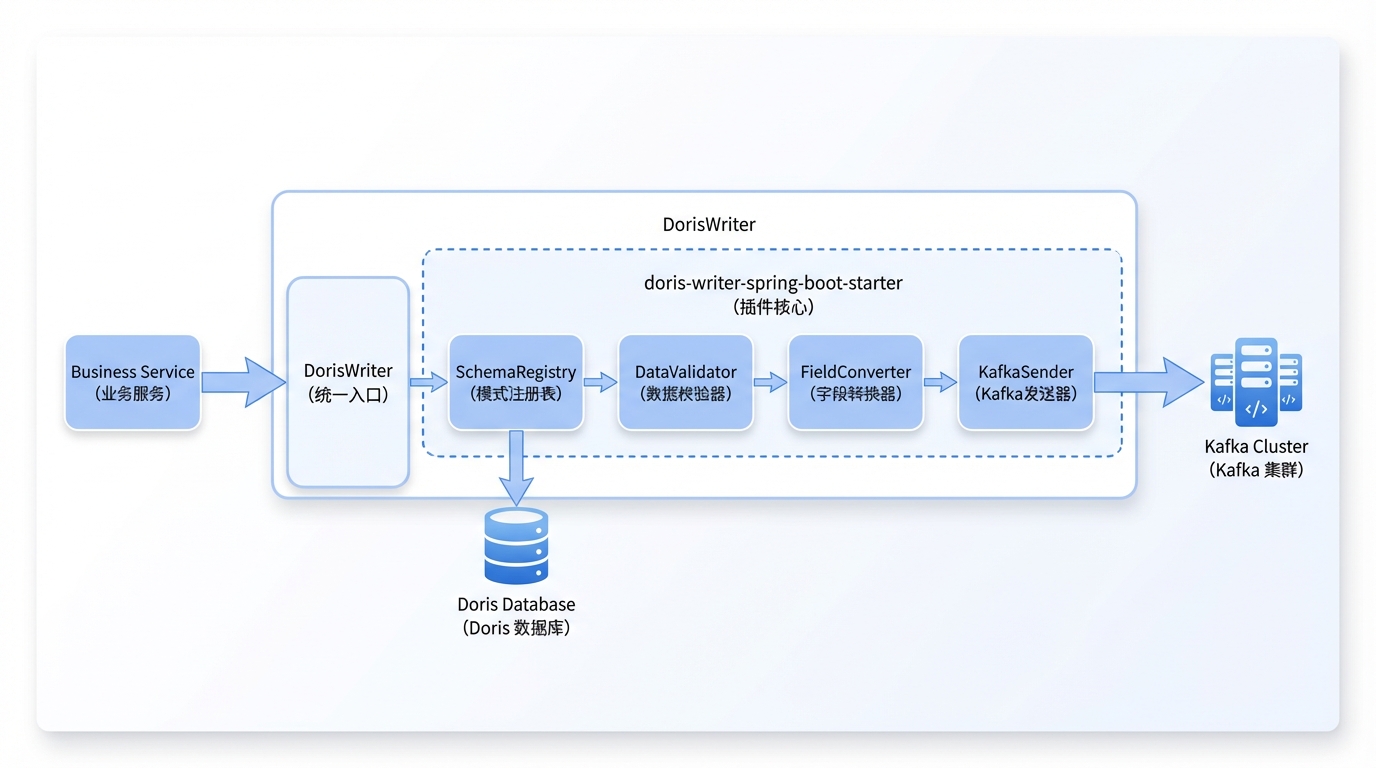 DorisWriter
doris-writer-spring-boot-starter
（插件核心）
Business Service
（业务服务）
DorisWriter
（统一入口）
SchemaRegistry
（模式注册表）
DataValidator
（数据校验器）
FieldConverter
（字段转换器）
KafkaSender
（Kafka发送器）
Kafka Cluster
（Kafka 集群）
Doris Database
（Doris 数据库）